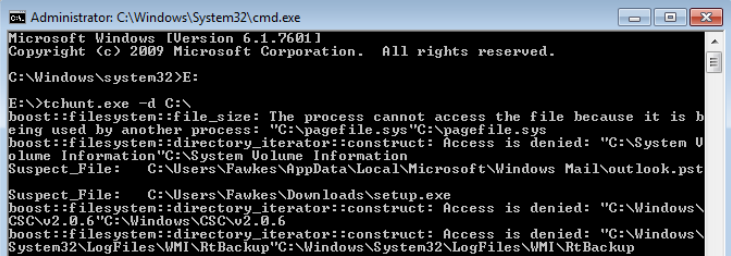 Administrator: C:\Windows\System32\cmd.exe
Microsoft Windows [Version 6.1.7601]
Copyright (c) 2009 Microsoft Corporation.  All rights reserved.
C:\Windows\system32>E:
E:\>tchunt.exe -d C:\
boost::filesystem::file_size: The process cannot access the file because it is b
eing used by another process: "C:\pagefile.sys"C:\pagefile.sys
boost::filesystem::directory_iterator::construct: Access is denied: "C:\System V
olume Information"C:\System Volume Information
Suspect_File:   C:\Users\Fawkes\AppData\Local\Microsoft\Windows Mail\outlook.pst
Suspect_File:   C:\Users\Fawkes\Downloads\setup.exe
boost::filesystem::directory_iterator::construct: Access is denied: "C:\Windows\
CSC\v2.0.6"C:\Windows\CSC\v2.0.6
boost::filesystem::directory_iterator::construct: Access is denied: "C:\Windows\
System32\LogFiles\WMI\RtBackup"C:\Windows\System32\LogFiles\WMI\RtBackup